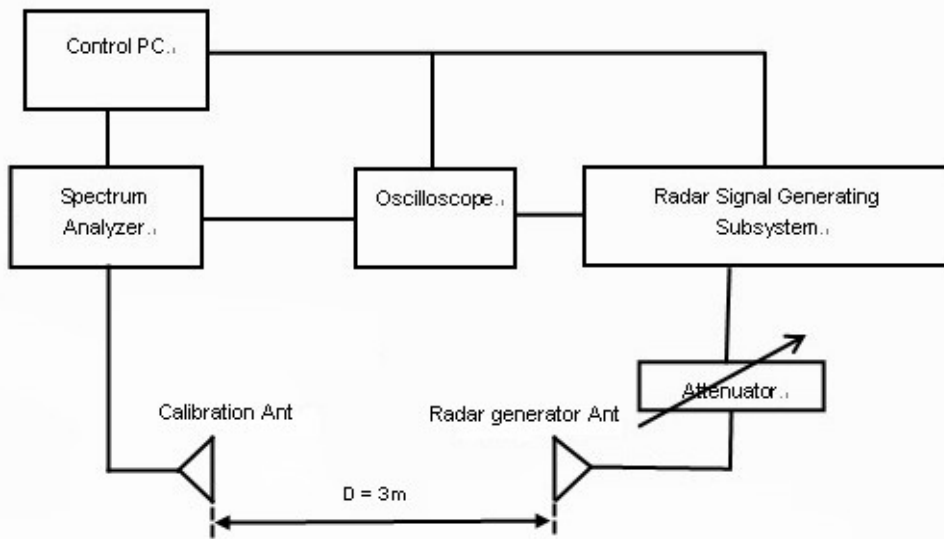 Control PC
Spectrum
Analyzer
Oscilloscope
Radar Signal Generating
Subsystem
Attenuator
Calibration Ant
Radar generator Ant
D = 3m